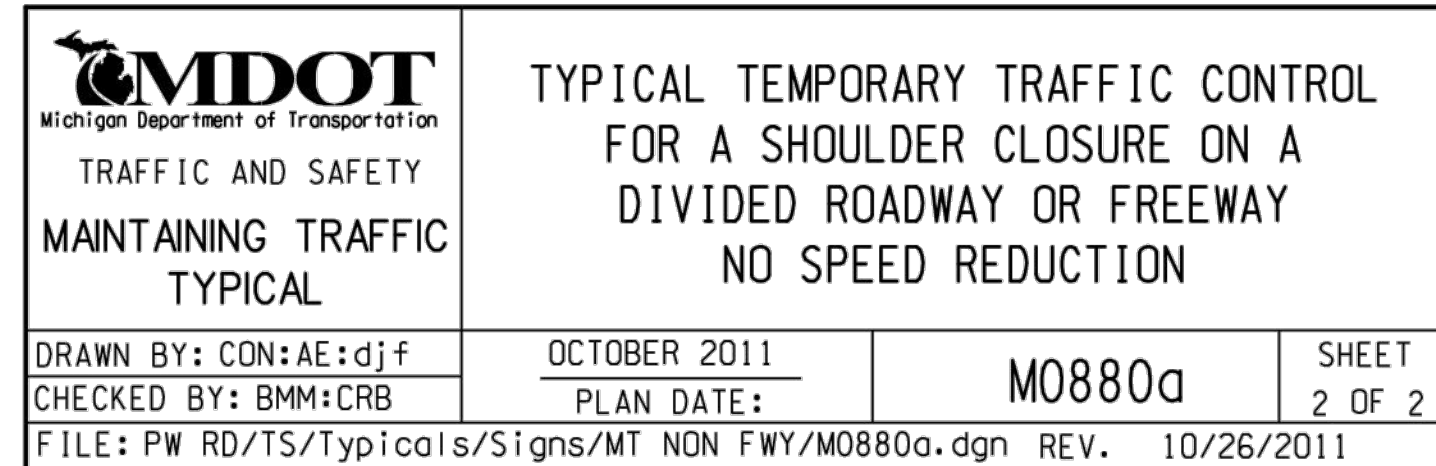 MDOT
Michigan Department of Transportation
TRAFFIC AND SAFETY
MAINTAINING TRAFFIC
TYPICAL
TYPICAL TEMPORARY TRAFFIC CONTROL
FOR A SHOULDER CLOSURE ON A
DIVIDED ROADWAY OR FREEWAY
NO SPEED REDUCTION
DRAWN BY: CON:AE:djf
CHECKED BY: BMM:CRB
OCTOBER 2011
PLAN DATE:
M0880a
SHEET
2 OF 2
FILE: PW RD/TS/Typicals/Signs/MT NON FWY/M0880a.dgn REV. 10/26/2011